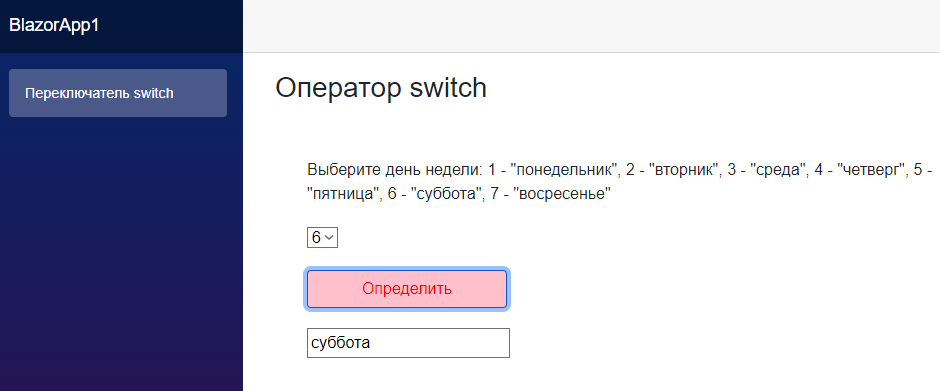 BlazorApp1
Переключатель switch
Оператор switch
Выберите день недели: 1 - "понедельник", 2 - "вторник", 3 - "среда", 4 - "четверг", 5 -
"пятница", 6 - "суббота", 7 - "восресенье"
6
Определить
суббота